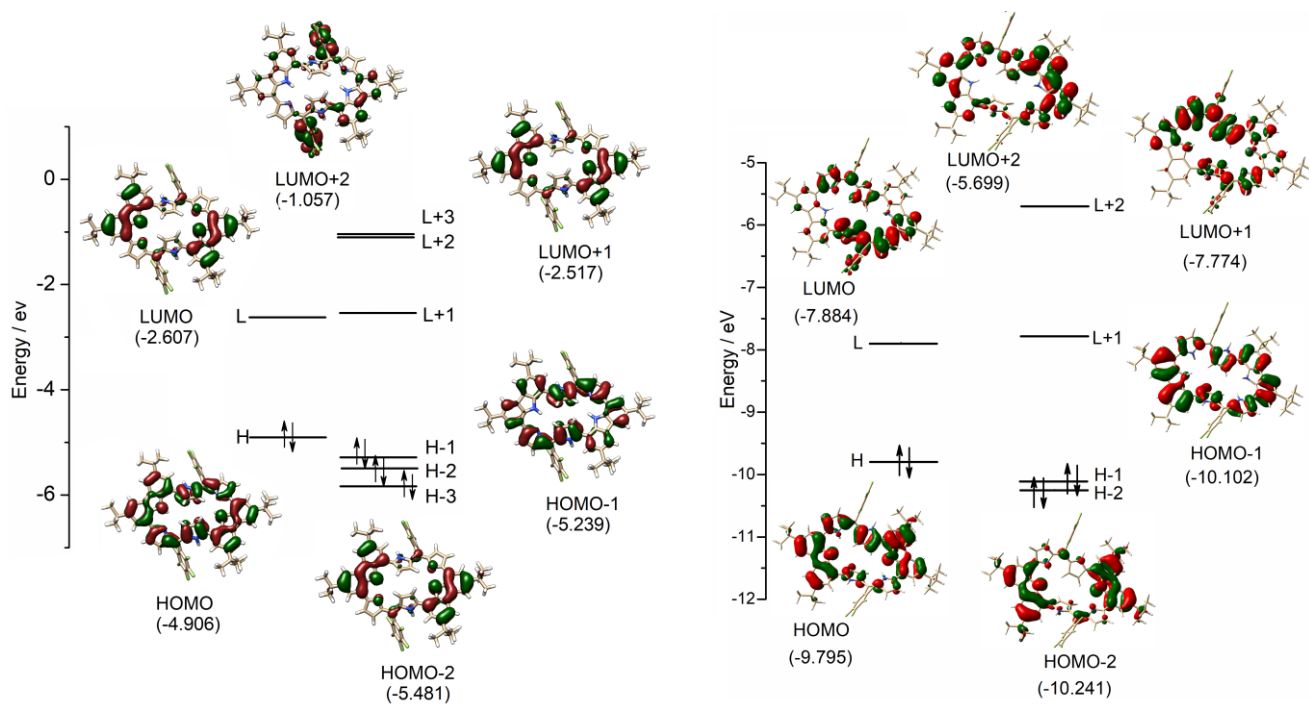 LUMO+2
(-1.057)
LUMO+1
(-2.517)
LUMO
(-2.607)
HOMO
(-4.906)
HOMO-1
(-5.239)
HOMO-2
(-5.481)
Energy / ev
0
-2
-4
-6
L+3
L+2
L
L+1
H
H-1
H-2
H-3
LUMO+2
(-5.699)
LUMO+1
(-7.774)
LUMO
(-7.884)
HOMO-1
(-10.102)
HOMO
(-9.795)
HOMO-2
(-10.241)
Energy / eV
-5
-6
-7
-8
-9
-10
-11
-12
L+2
L
L+1
H
H-1
H-2